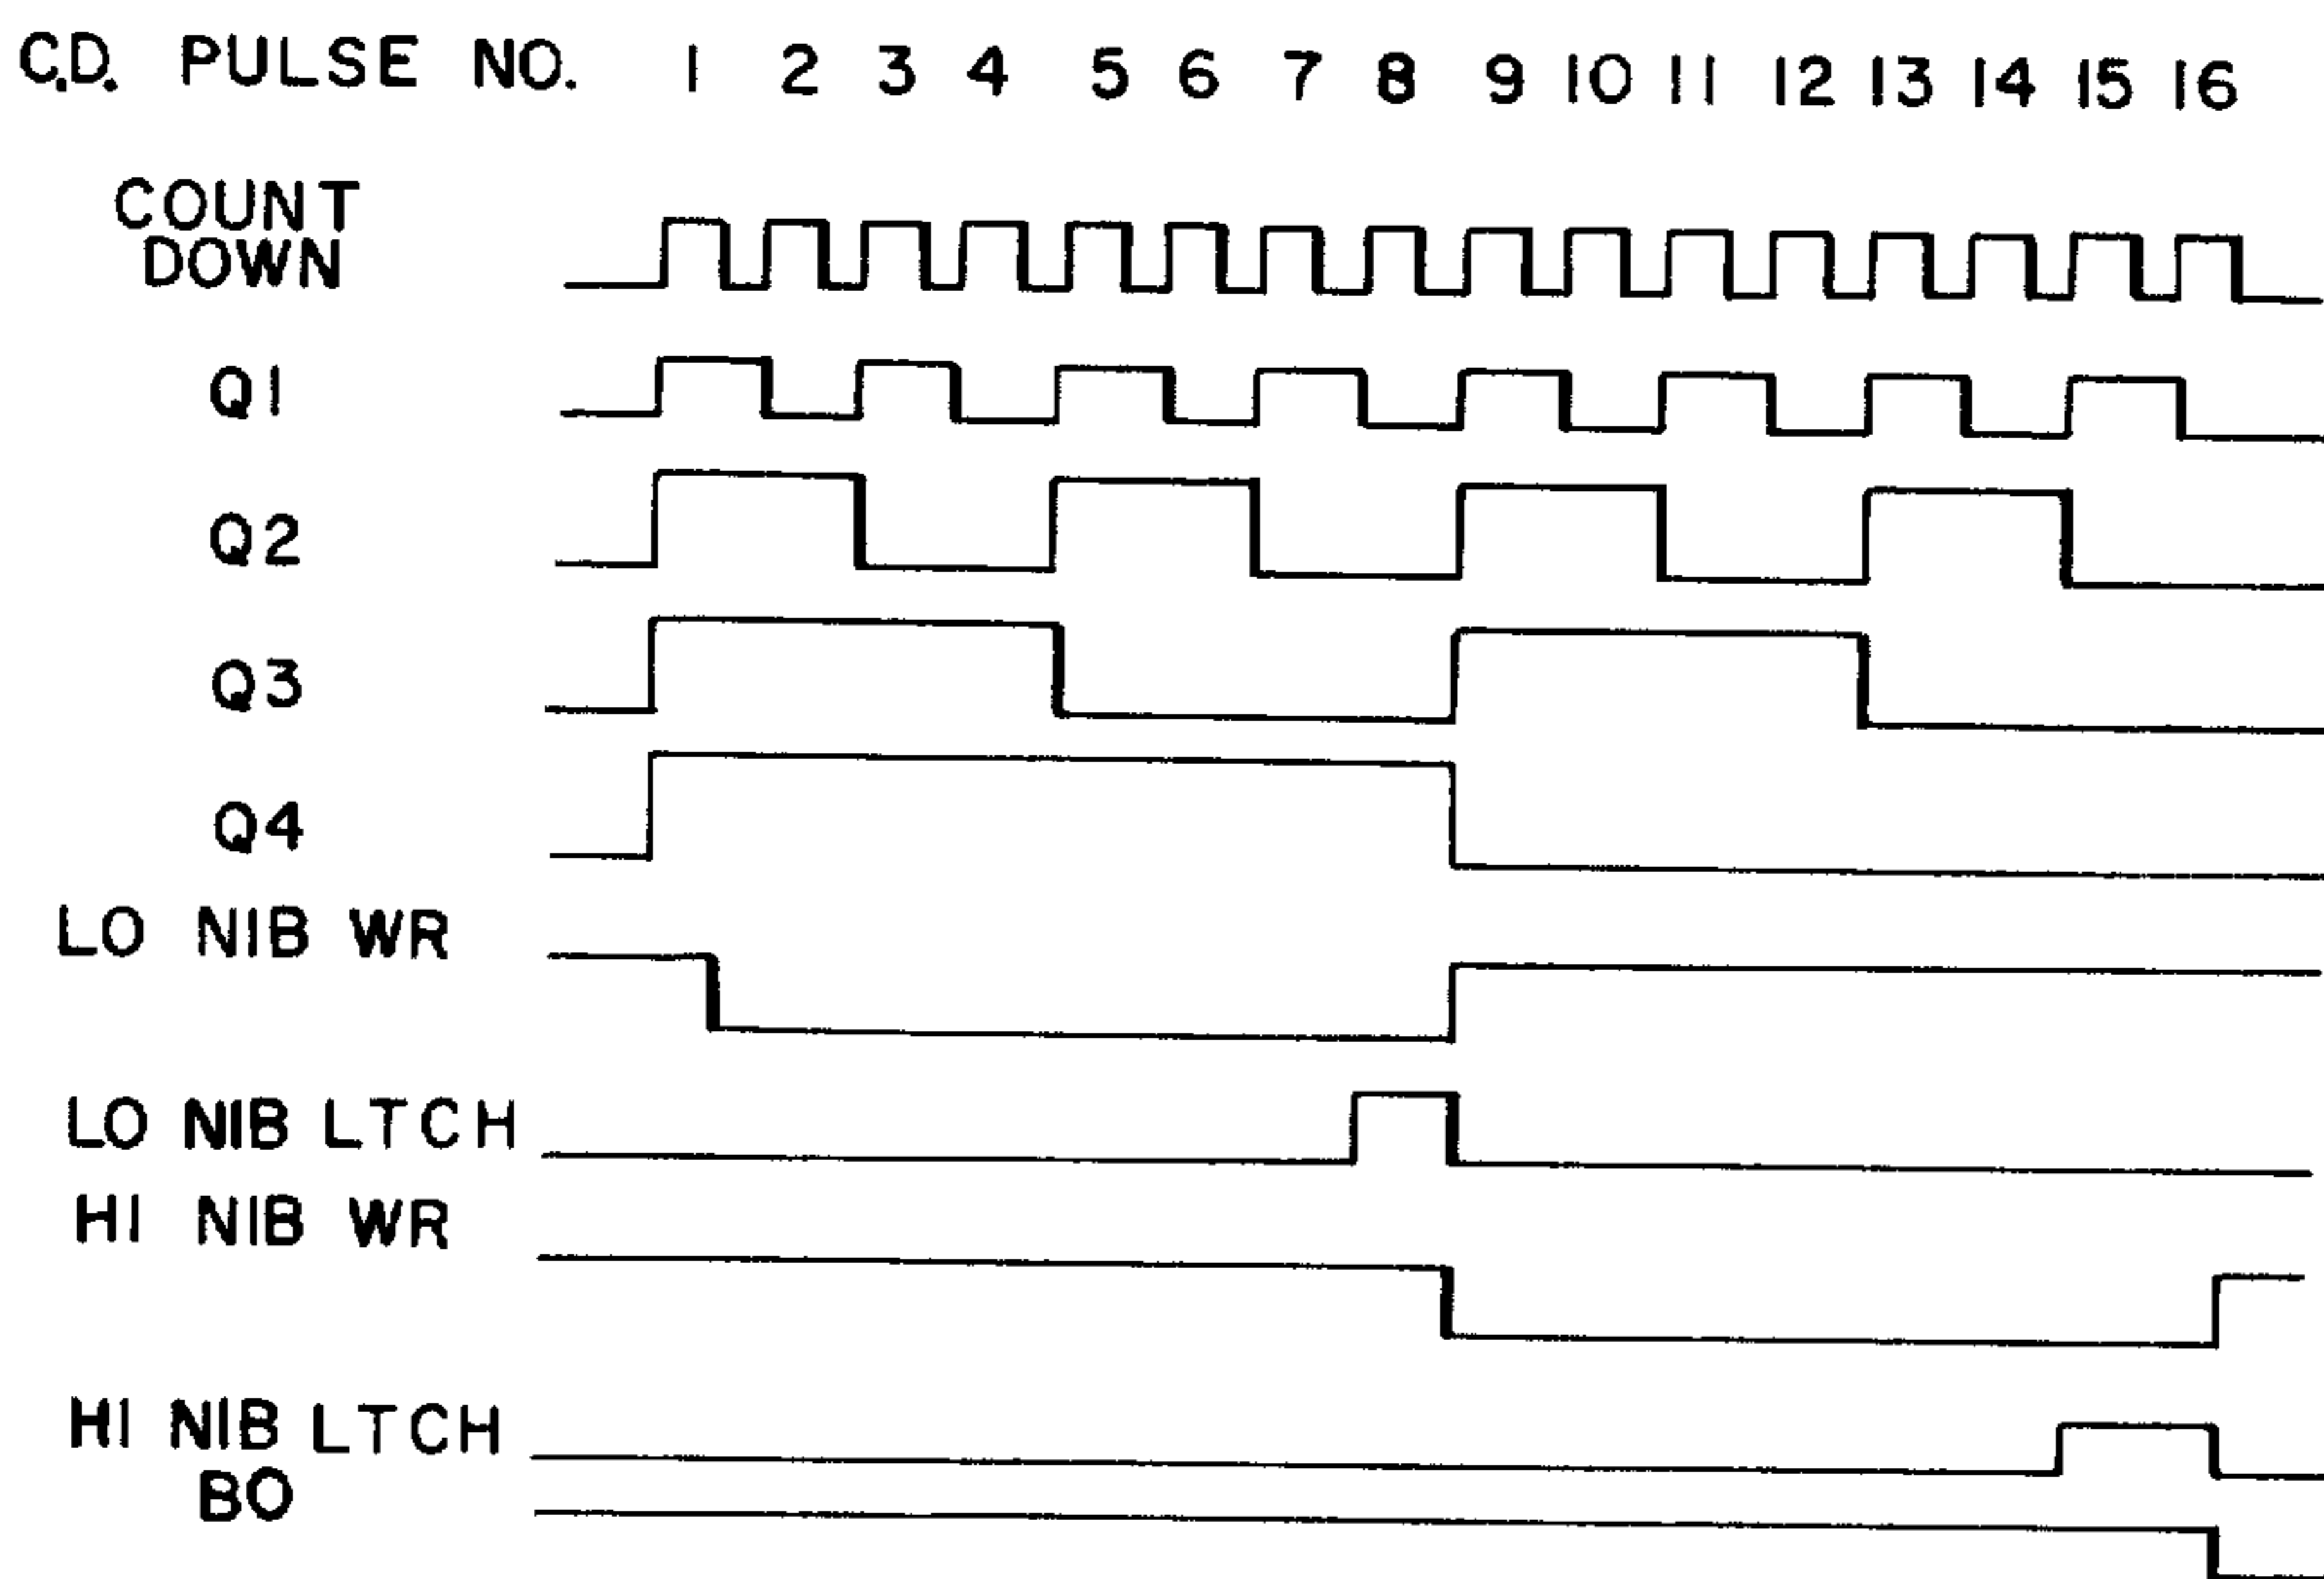 C.D. PULSE NO. 1 2 3 4 5 6 7 8 9 10 11 12 13 14 15 16
COUNT
DOWN
Q1
Q2
Q3
Q4
LO NIB WR
LO NIB LTCH
HI NIB WR
HI NIB LTCH
BO